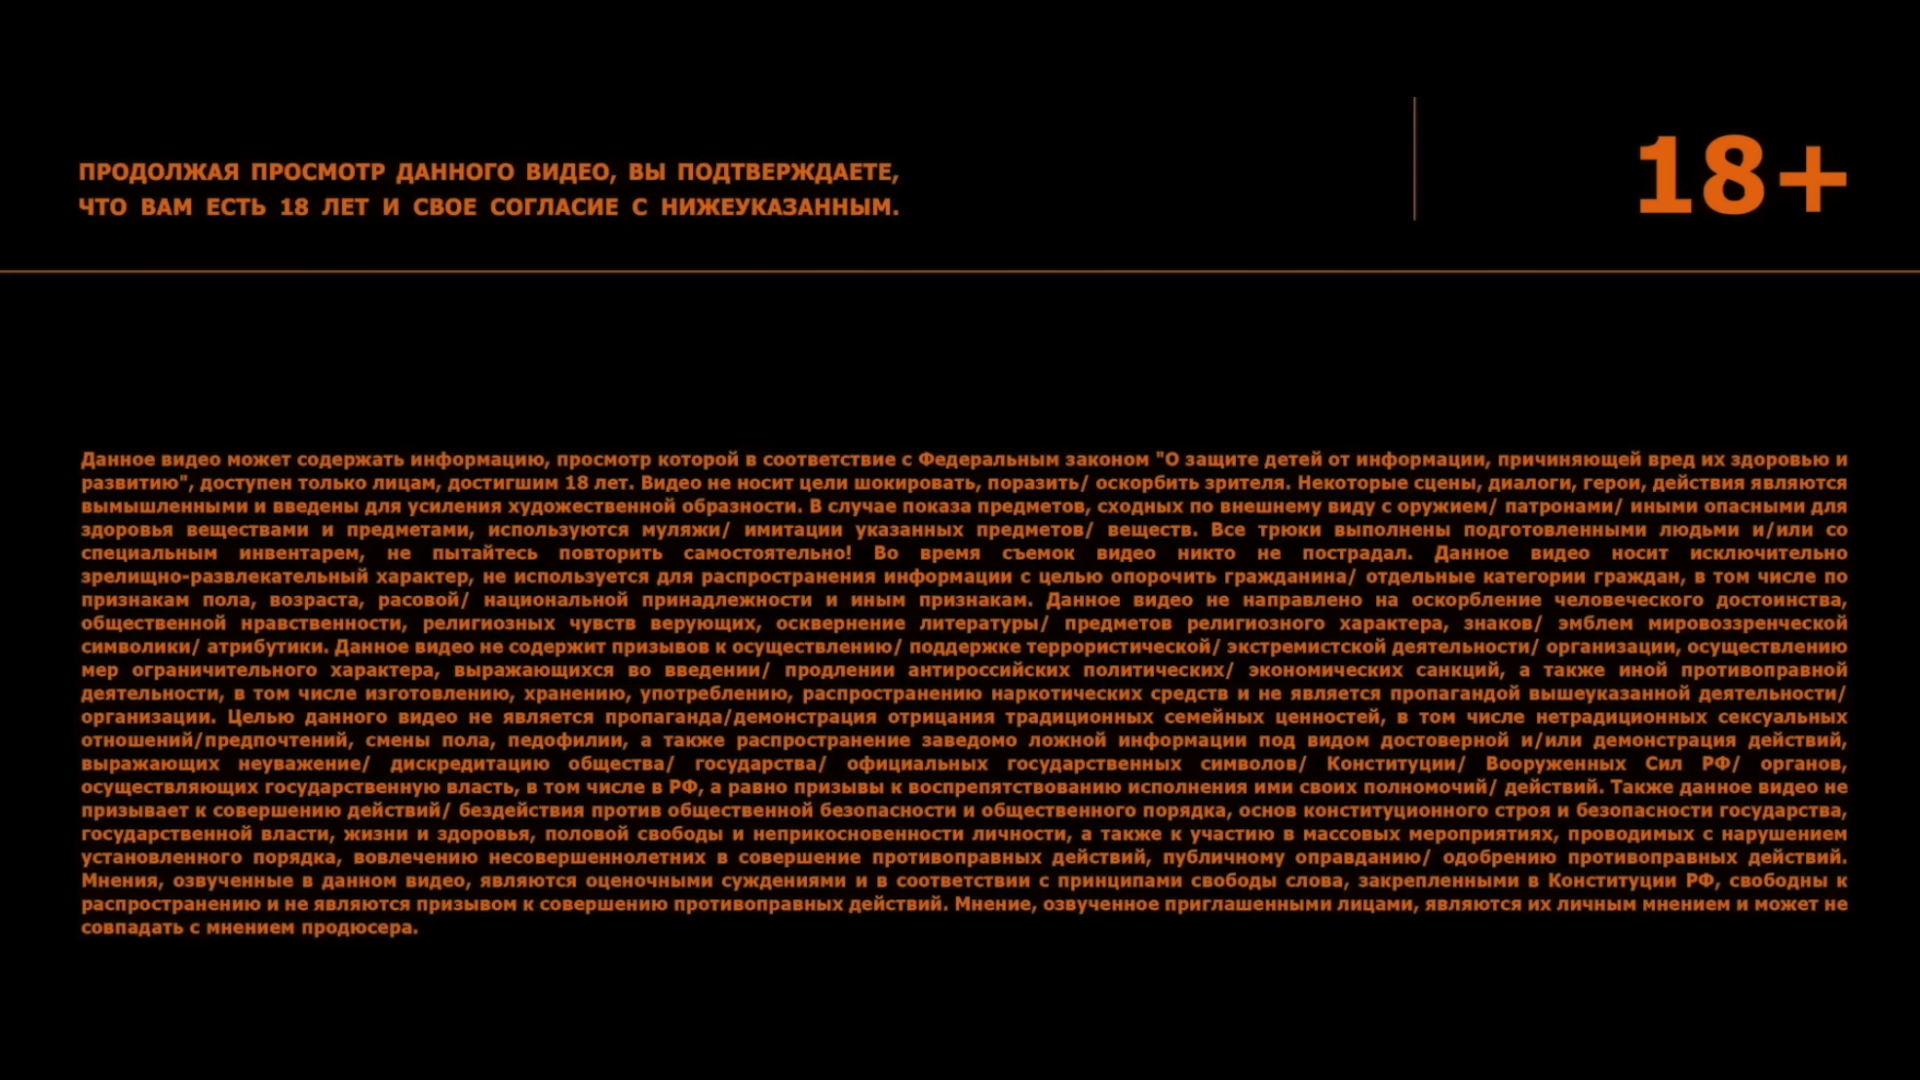 ПРОДОЛЖАЯ ПРОСМОТР ДАННОГО ВИДЕО, ВЫ ПОДТВЕРЖДАЕТЕ,
ЧТО ВАМ ЕСТЬ 18 ЛЕТ И СВОЕ СОГЛАСИЕ С НИЖЕУКАЗАННЫМ.
18+
Данное видео может содержать информацию, просмотр которой в соответствие с Федеральным законом "О защите детей от информации, причиняющей вред их здоровью и
развитию", доступен только лицам, достигшим 18 лет. Видео не носит цели шокировать, поразить/ оскорбить зрителя. Некоторые сцены, диалоги, герои, действия являются
вымышленными и введены для усиления художественной образности. В случае показа предметов, сходных по внешнему виду с оружием/ патронами/ иными опасными для
здоровья веществами и предметами, используются муляжи/ имитации указанных предметов/ веществ. Все трюки выполнены подготовленными людьми и/или со
специальным инвентарем, не пытайтесь повторить самостоятельно! Во время съемок видео никто не пострадал. Данное видео носит исключительно
зрелищно-развлекательный характер, не используется для распространения информации с целью опорочить гражданина/ отдельные категории граждан, в том числе по
признакам пола, возраста, расовой/ национальной принадлежности и иным признакам. Данное видео не направлено на оскорбление человеческого достоинства,
общественной нравственности, религиозных чувств верующих, осквернение литературы/ предметов религиозного характера, знаков/ эмблем мировоззренческой
символики/ атрибутики. Данное видео не содержит призывов к осуществлению/ поддержке террористической/ экстремистской деятельности/ организации, осуществлению
мер ограничительного характера, выражающихся во введении/ продлении антироссийских политических/ экономических санкций, а также иной противоправной
деятельности, в том числе изготовлению, хранению, употреблению, распространению наркотических средств и не является пропагандой вышеуказанной деятельности/
организации. Целью данного видео не является пропаганда/демонстрация отрицания традиционных семейных ценностей, в том числе нетрадиционных сексуальных
отношений/предпочтений, смены пола, педофилии, а также распространение заведомо ложной информации под видом достоверной и/или демонстрация действий,
выражающих неуважение/ дискредитацию общества/ государства/ официальных государственных символов/ Конституции/ Вооруженных Сил РФ/ органов,
осуществляющих государственную власть, в том числе в РФ, а равно призывы к воспрепятствованию исполнения ими своих полномочий/ действий. Также данное видео не
призывает к совершению действий/ бездействия против общественной безопасности и общественного порядка, основ конституционного строя и безопасности государства,
государственной власти, жизни и здоровья, половой свободы и неприкосновенности личности, а также к участию в массовых мероприятиях, проводимых с нарушением
установленного порядка, вовлечению несовершеннолетних в совершение противоправных действий, публичному оправданию/ одобрению противоправных действий.
Мнения, озвученные в данном видео, являются оценочными суждениями и в соответствии с принципами свободы слова, закрепленными в Конституции РФ, свободны к
распространению и не являются призывом к совершению противоправных действий. Мнение, озвученное приглашенными лицами, являются их личным мнением и может не
совпадать с мнением продюсера.